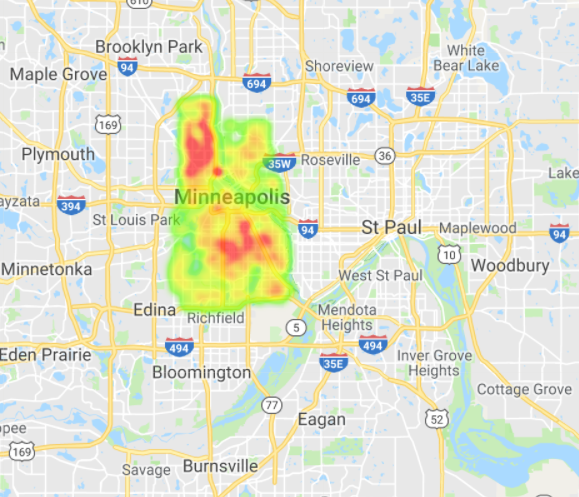 610
Brooklyn Park
White
Bear Lake
Shoreview
Maple Grove
94
694
694
35E
169
Plymouth
35W
Roseville
36
Lake
Minneapolis
ayzata
394
St Louis Park
94
St Paul
Maplewood
94
10
Minnetonka
Woodbury
West St Paul
Edina
Richfield
Mendota
Heights
5
494
494
Eden Prairie
35E
Inver Grove
Heights
Bloomington
Cottage Grove
77
Eagan
52
opee
169
Savage
Burnsville